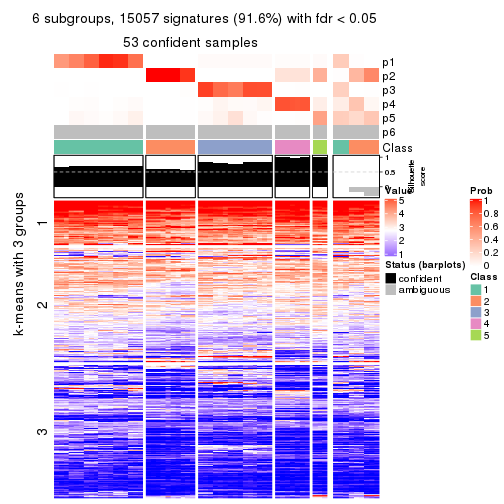 6 subgroups, 15057 signatures (91.6%) with fdr < 0.05
53 confident samples
p1
p2
p3
p4
p5
p6
Class
1
0.5
0
Silhouette
score
k-means with 3 groups
1
2
3
Value
5
4
3
2
1
Status (barplots)
confident
ambiguous
Prob
1
0.8
0.6
0.4
0.2
0
Class
1
2
3
4
5